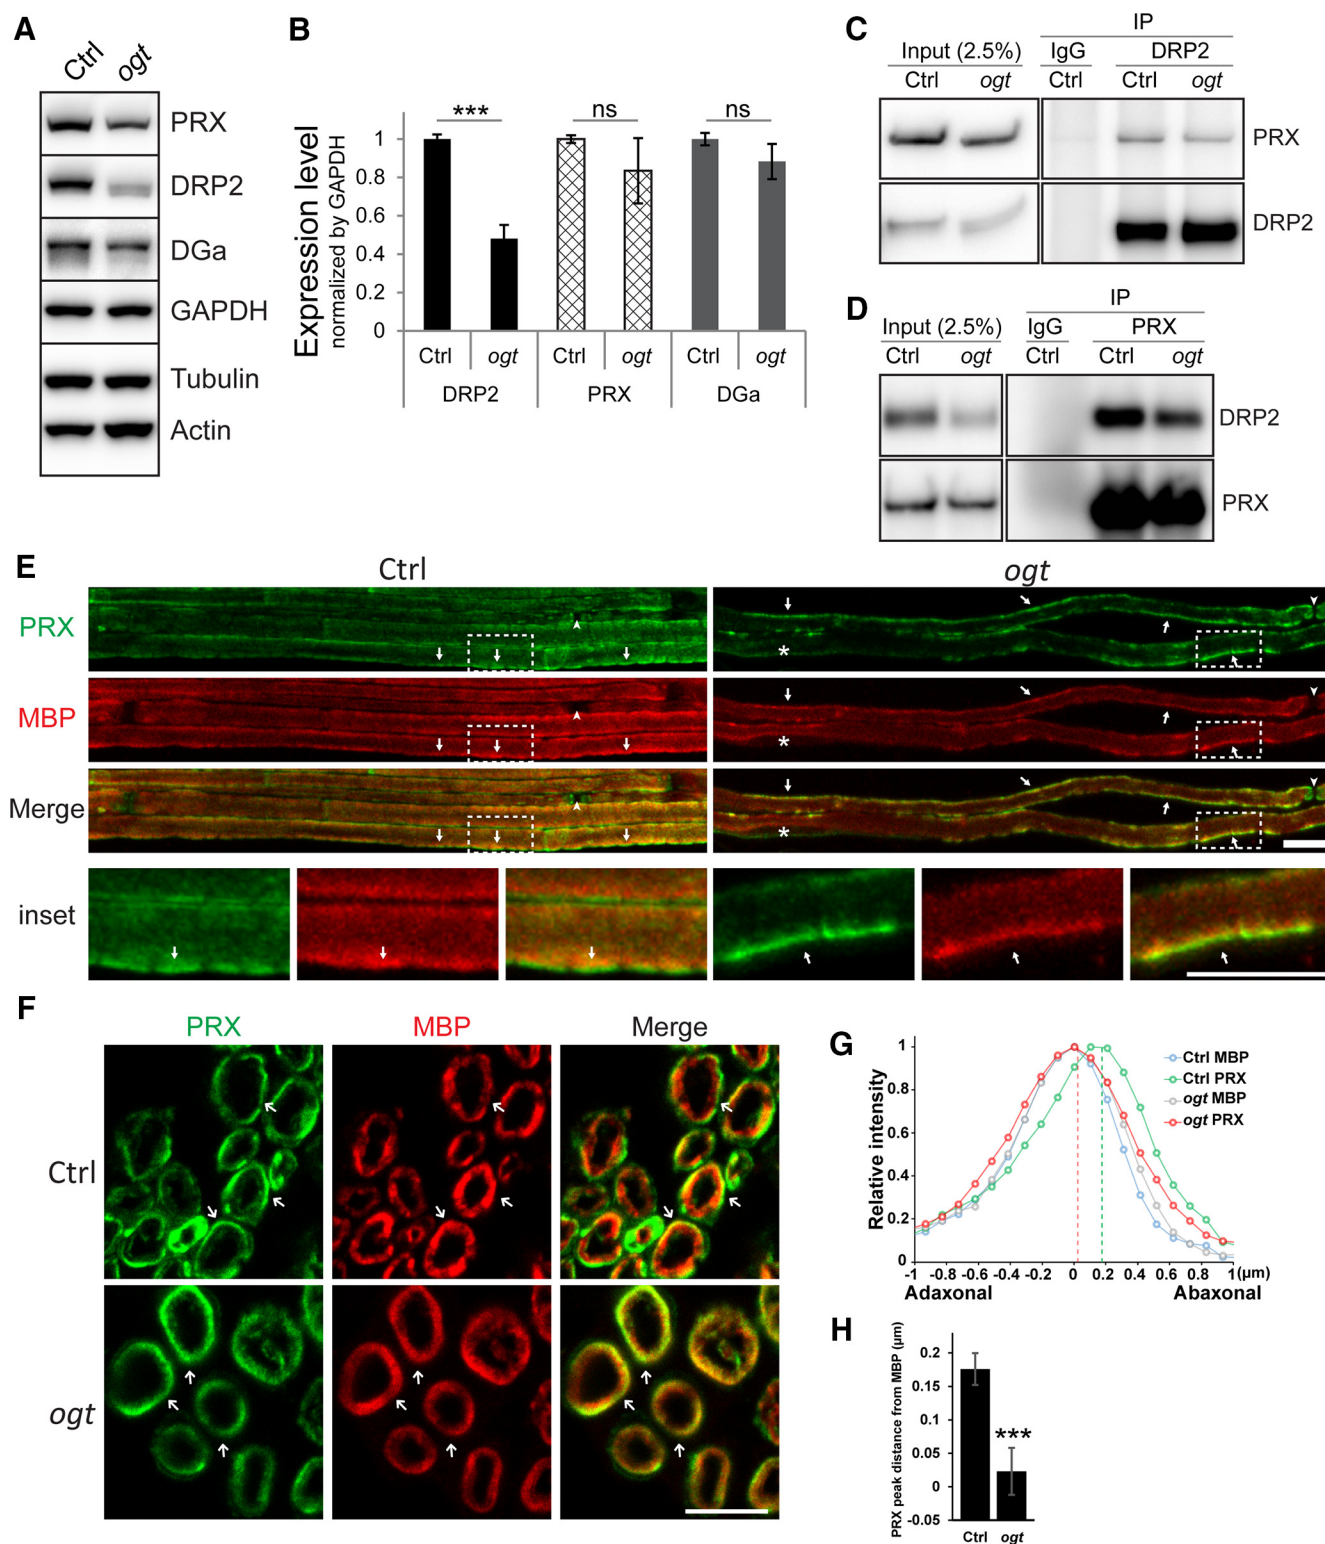 A
Ctrl
ogt
PRX
DRP2
DGa
GAPDH
Tubulin
Actin
B
Expression level
normalized by GAPDH
***
ns
ns
1
0.8
0.6
0.4
0.2
0
Ctrl
ogt
Ctrl
ogt
Ctrl
ogt
DRP2
PRX
DGa
C
IP
Input (2.5%)
IgG
DRP2
Ctrl
ogt
Ctrl
Ctrl
ogt
PRX
DRP2
D
IP
Input (2.5%)
IgG
PRX
Ctrl
ogt
Ctrl
Ctrl
ogt
DRP2
PRX
E
Ctrl
ogt
PRX
*
MBP
*
Merge
*
inset
F
PRX
MBP
Merge
Ctrl
ogt
G
Relative intensity
1
0.8
0.6
0.4
0.2
0
Ctrl MBP
Ctrl PRX
ogt MBP
ogt PRX
-1
-0.8
-0.6
-0.4
-0.2
0
0.2
0.4
0.6
0.8
1
(μm)
Adaxonal
Abaxonal
H
PRX peak distance from MBP (μm)
0.2
0.15
0.1
0.05
0
-0.05
***
Ctrl
ogt